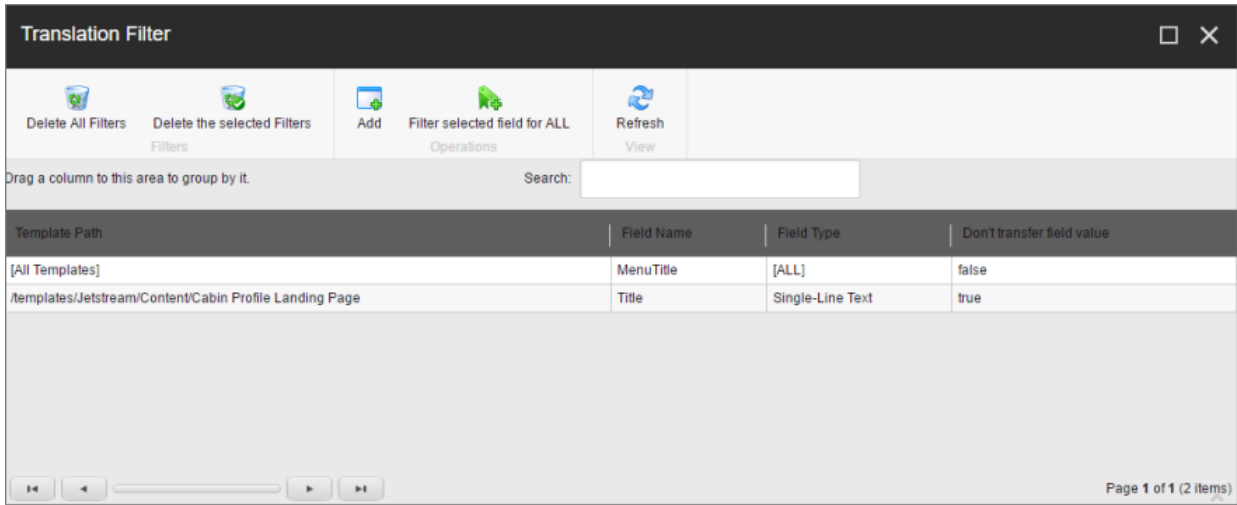 Translation Filter
Delete All Filters Delete the selected Filters Add Filter selected field for ALL Refresh
Filters Operations View
Drag a column to this area to group by it. Search:
Template Path Field Name Field Type Don't transfer field value
[All Templates] MenuTitle [ALL] false
/templates/Jetstream/Content/Cabin Profile Landing Page Title Single-Line Text true
Page 1 of 1 (2 items)